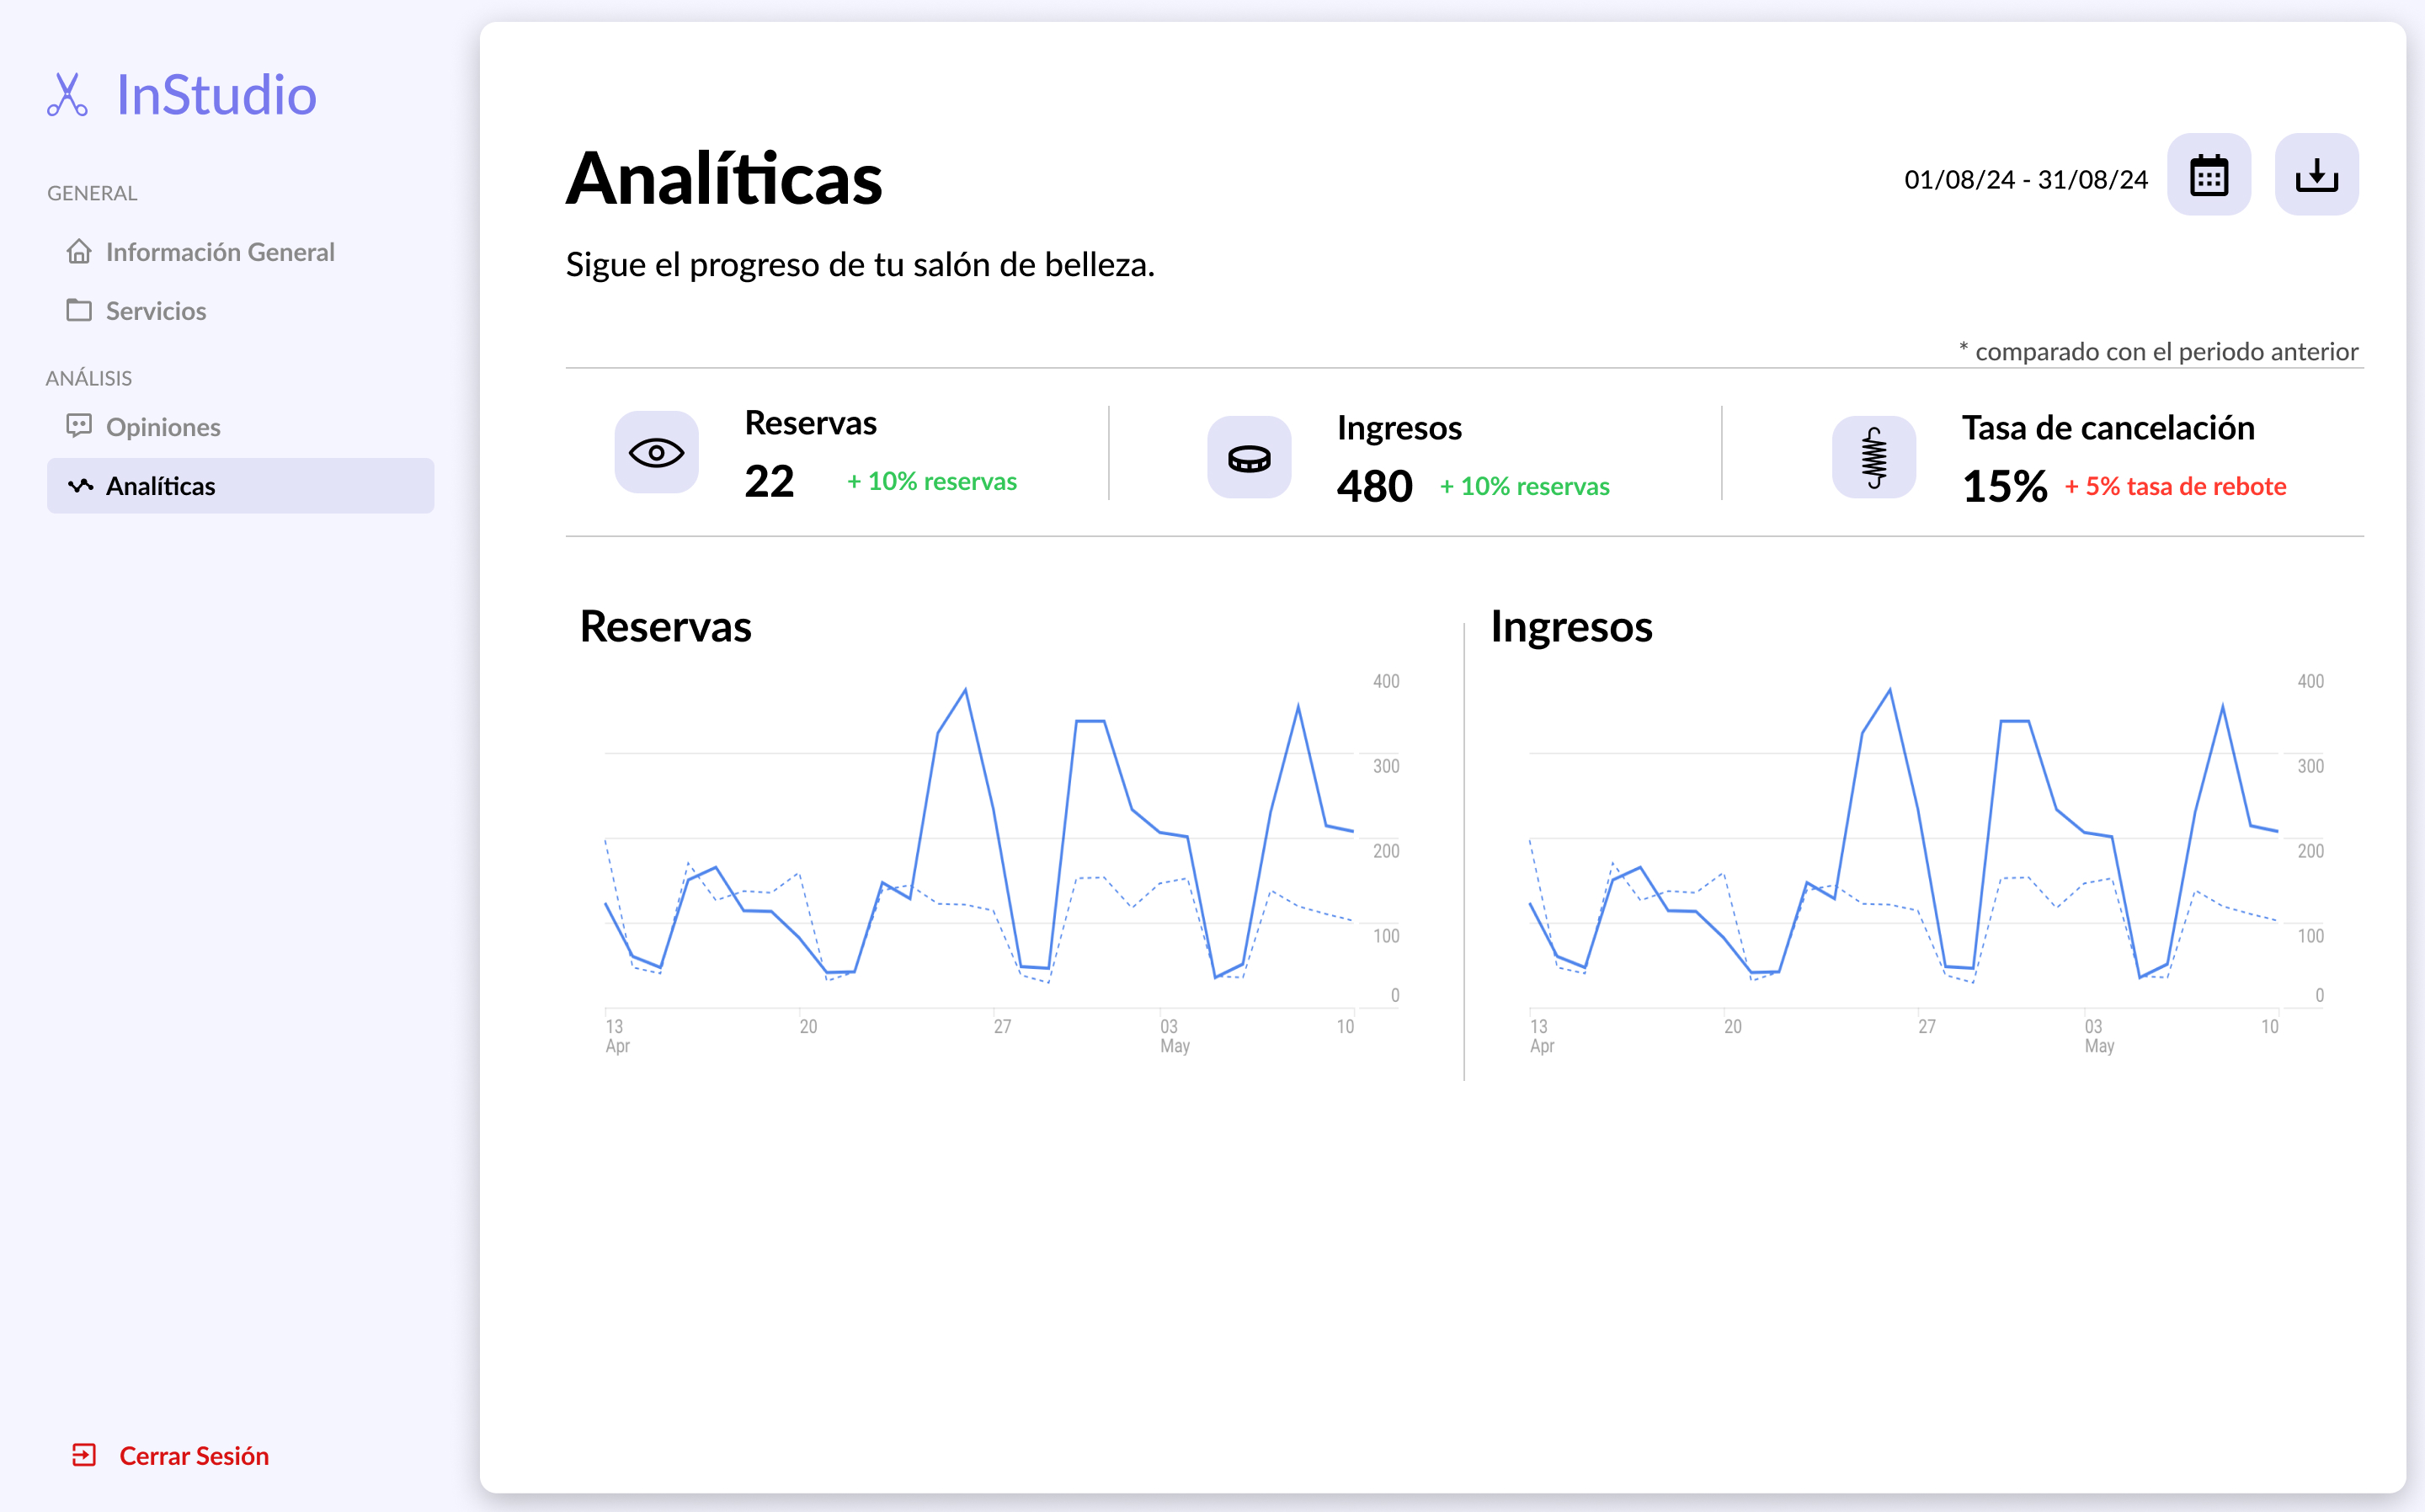 InStudio
GENERAL
Información General
Servicios
ANÁLISIS
Opiniones
Analíticas
Cerrar Sesión
Analíticas
01/08/24 - 31/08/24
Sigue el progreso de tu salón de belleza.
* comparado con el periodo anterior
Reservas
22 + 10% reservas
Ingresos
480 + 10% reservas
Tasa de cancelación
15% + 5% tasa de rebote
Reservas
400
300
200
100
0
13 20 27 03 10
Apr May
Ingresos
400
300
200
100
0
13 20 27 03 10
Apr May